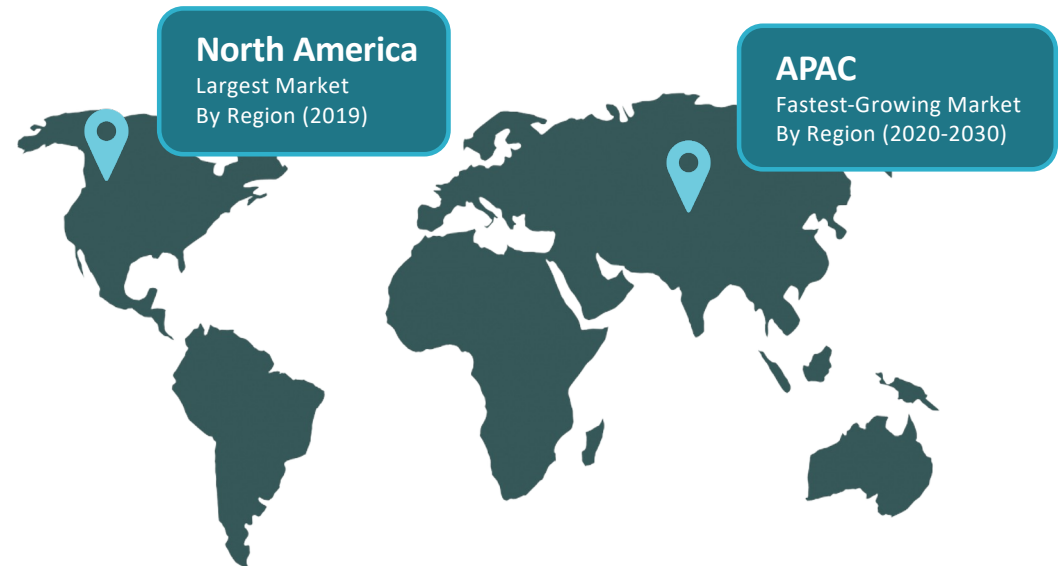 North America
Largest Market
By Region (2019)
APAC
Fastest-Growing Market
By Region (2020-2030)